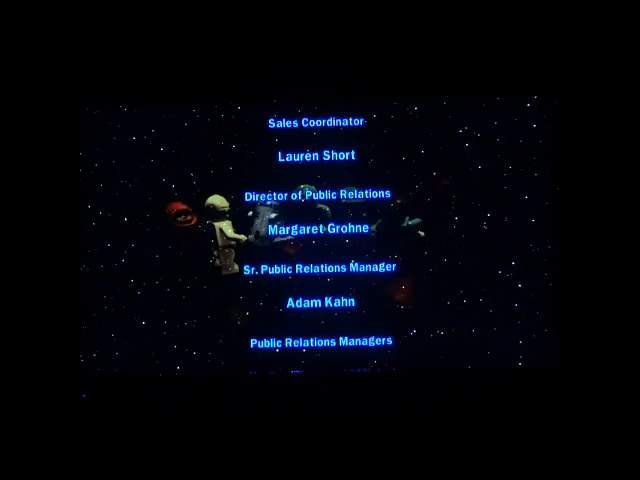 Sales Coordinator
Lauren Short
Director of Public Relations
Margaret Grohne
Sr. Public Relations Manager
Adam Kahn
Public Relations Managers